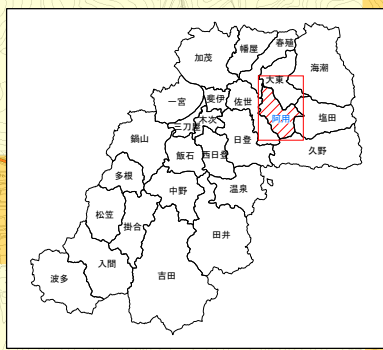 春殖
幡屋
加茂
海潮
大東
一宮
斐伊
佐世
阿用
木次
三刀屋
塩田
鍋山
日登
飯石
西日登
久野
多根
中野
温泉
松笠
掛合
田井
入間
吉田
波多